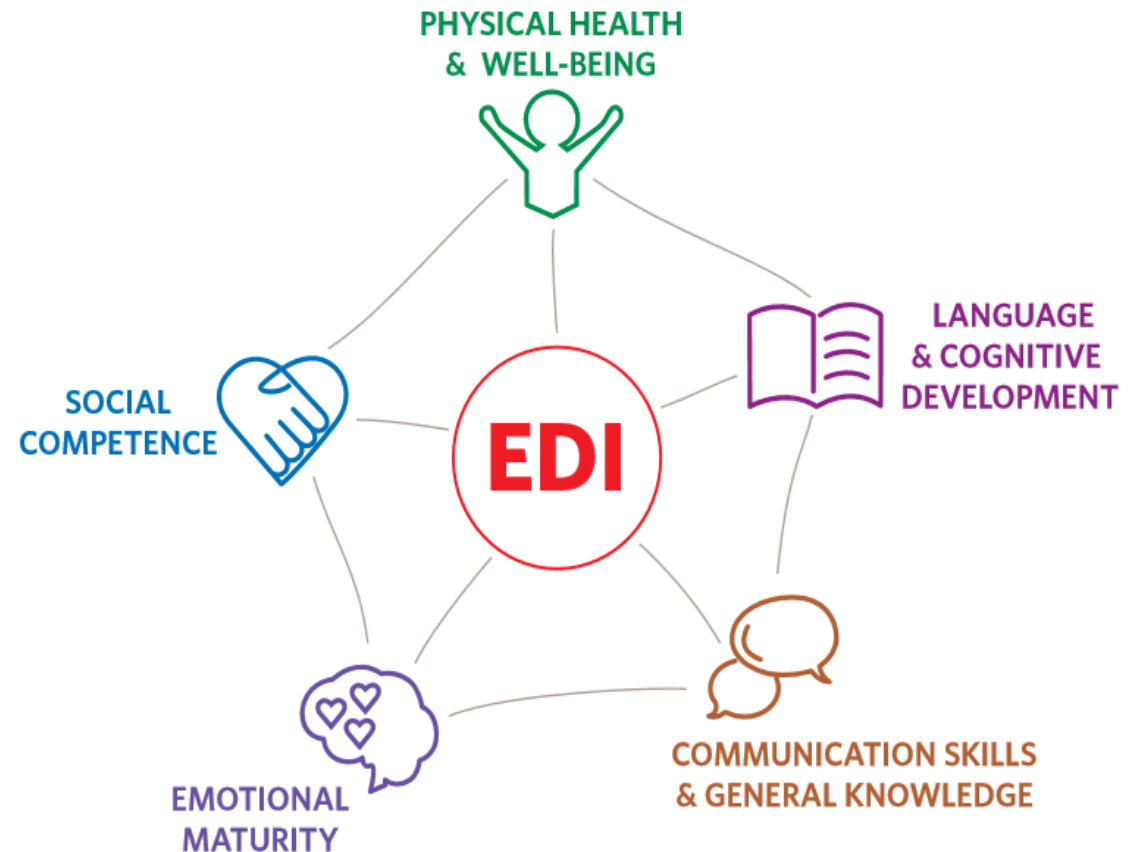 PHYSICAL HEALTH
& WELL-BEING
LANGUAGE
& COGNITIVE
DEVELOPMENT
SOCIAL
COMPETENCE
EDI
COMMUNICATION SKILLS
& GENERAL KNOWLEDGE
EMOTIONAL
MATURITY